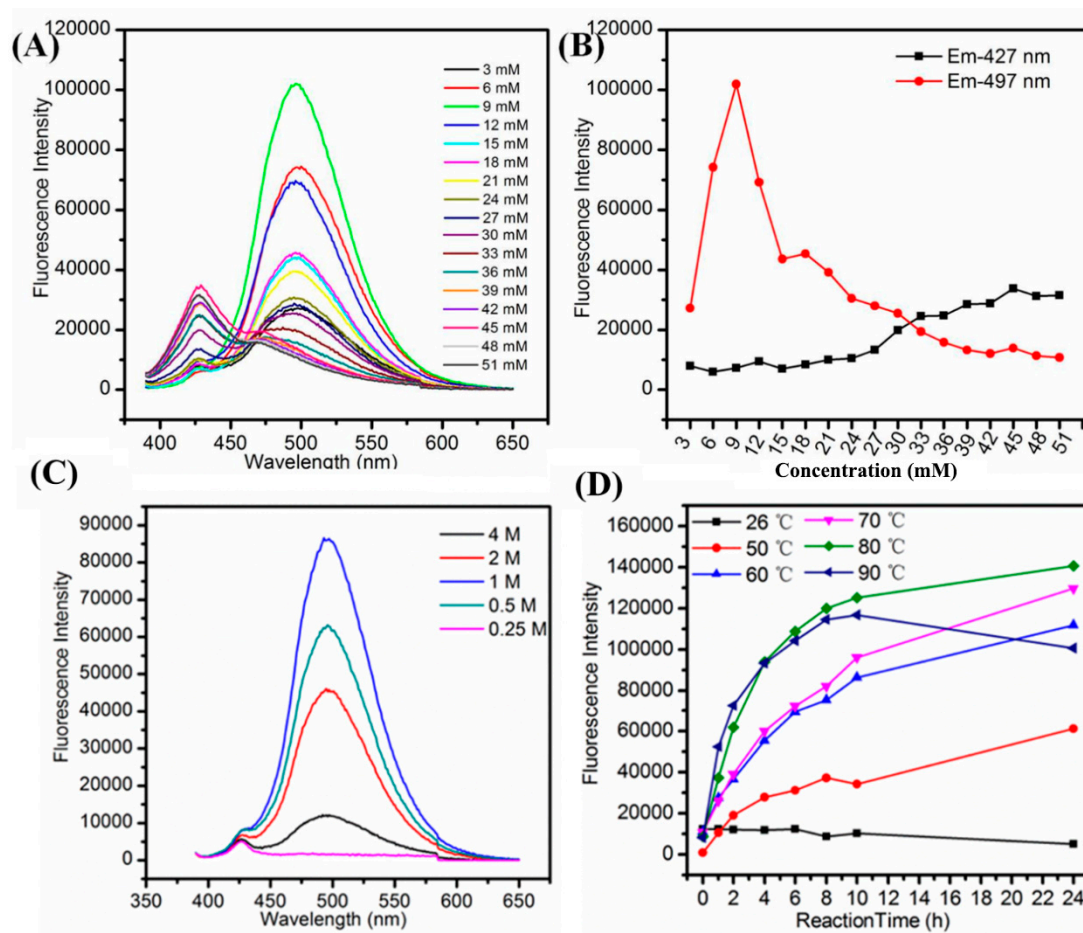 (A)
120000
100000
80000
60000
40000
20000
0
Fluorescence Intensity
400 450 500 550 600 650
Wavelength (nm)
3 mM
6 mM
9 mM
12 mM
15 mM
18 mM
21 mM
24 mM
27 mM
30 mM
33 mM
36 mM
39 mM
42 mM
45 mM
48 mM
51 mM
(B)
120000
100000
80000
60000
40000
20000
0
Fluorescence Intensity
Em-427 nm
Em-497 nm
3 6 9 12 15 18 21 24 27 30 33 36 39 42 45 48 51
Concentration (mM)
(C)
90000
80000
70000
60000
50000
40000
30000
20000
10000
0
Fluorescence Intensity
4 M
2 M
1 M
0.5 M
0.25 M
350 400 450 500 550 600 650
Wavelength (nm)
(D)
160000
140000
120000
100000
80000
60000
40000
20000
0
Fluorescence Intensity
26 ℃ 70 ℃
50 ℃ 80 ℃
60 ℃ 90 ℃
0 2 4 6 8 10 22 24
ReactionTime (h)